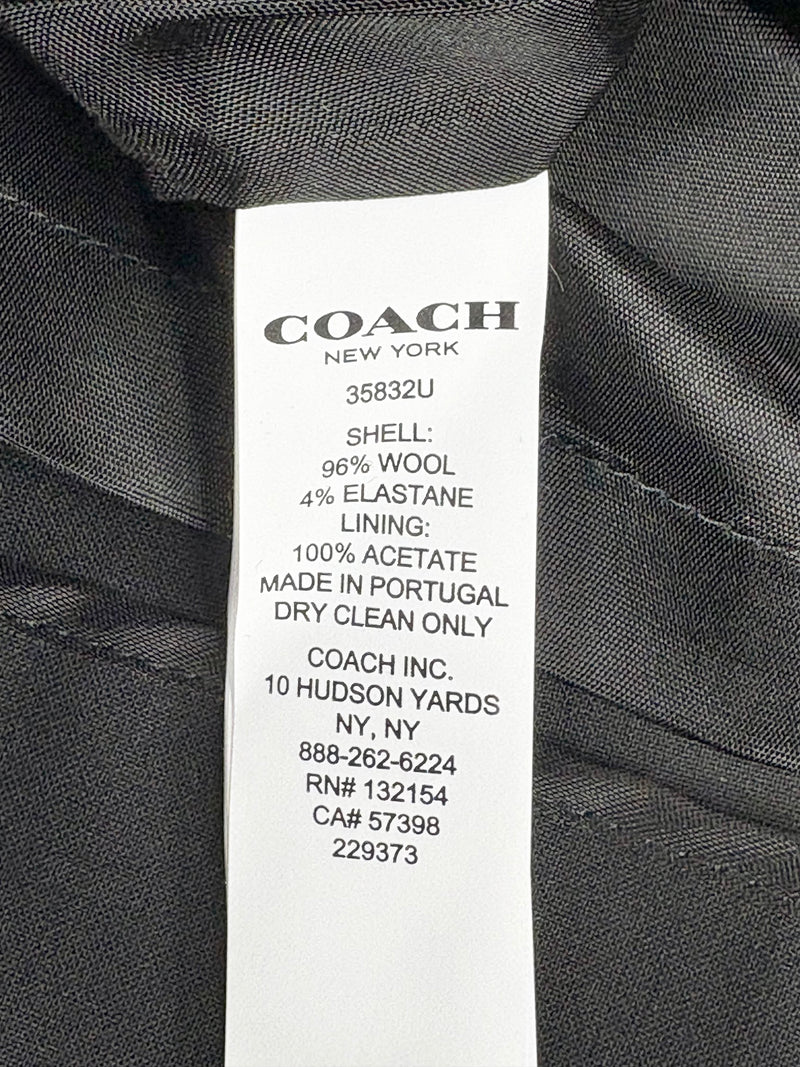 COACH
NEW YORK
35832U
SHELL:
96% WOOL
4% ELASTANE
LINING:
100% ACETATE
MADE IN PORTUGAL
DRY CLEAN ONLY
COACH INC.
10 HUDSON YARDS
NY, NY
888-262-6224
RN# 132154
CA# 57398
229373